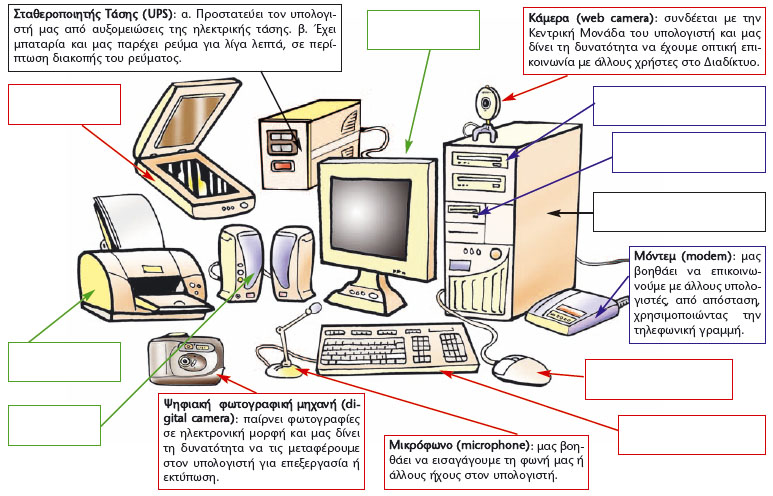 Σταθεροποιητής Τάσης (UPS): α. Προστατεύει τον υπολογι-
στή μας από αυξομειώσεις της ηλεκτρικής τάσης. β. Έχει
μπαταρία και μας παρέχει ρεύμα για λίγα λεπτά, σε περί-
πτωση διακοπής του ρεύματος.
Κάμερα (web camera): συνδέεται με την
Κεντρική Μονάδα του υπολογιστή και μας
δίνει τη δυνατότητα να έχουμε οπτική επι-
κοινωνία με άλλους χρήστες στο Διαδίκτυο.
Μόντεμ (modem): μας
βοηθάει να επικοινω-
νούμε με άλλους υπολο-
γιστές, από απόσταση,
χρησιμοποιώντας την
τηλεφωνική γραμμή.
Ψηφιακή φωτογραφική μηχανή (di-
gital camera): παίρνει φωτογραφίες
σε ηλεκτρονική μορφή και μας δίνει
τη δυνατότητα να τις μεταφέρουμε
στον υπολογιστή για επεξεργασία ή
εκτύπωση.
Μικρόφωνο (microphone): μας βοη-
θάει να εισαγάγουμε τη φωνή μας ή
άλλους ήχους στον υπολογιστή.